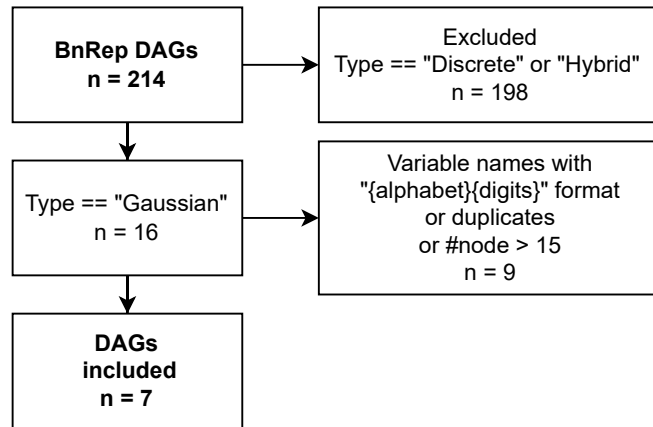 BnRep DAGs
n = 214
Excluded
Type == "Discrete" or "Hybrid"
n = 198
Type == "Gaussian"
n = 16
Variable names with
"{alphabet}{digits}" format
or duplicates
or #node > 15
n = 9
DAGs
included
n = 7